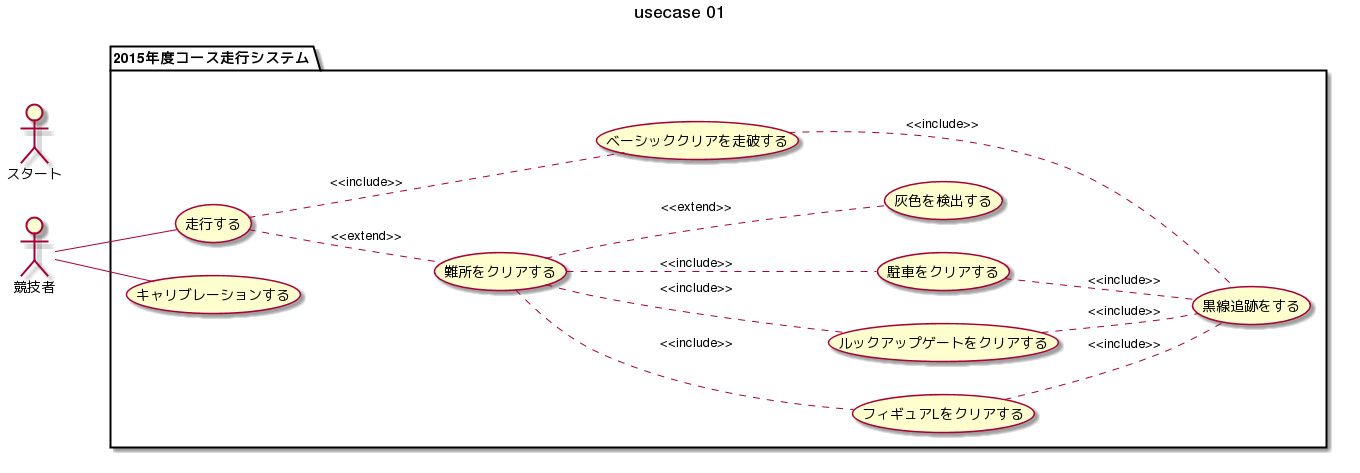 usecase 01
2015年度コース走行システム
スタート
競技者
走行する
キャリブレーションする
<<include>>
<<extend>>
ベーシッククリアを走破する
難所をクリアする
<<include>>
<<extend>>
<<include>>
<<include>>
<<include>>
灰色を検出する
駐車をクリアする
ルックアップゲートをクリアする
フィギュアLをクリアする
<<include>>
<<include>>
<<include>>
黒線追跡をする